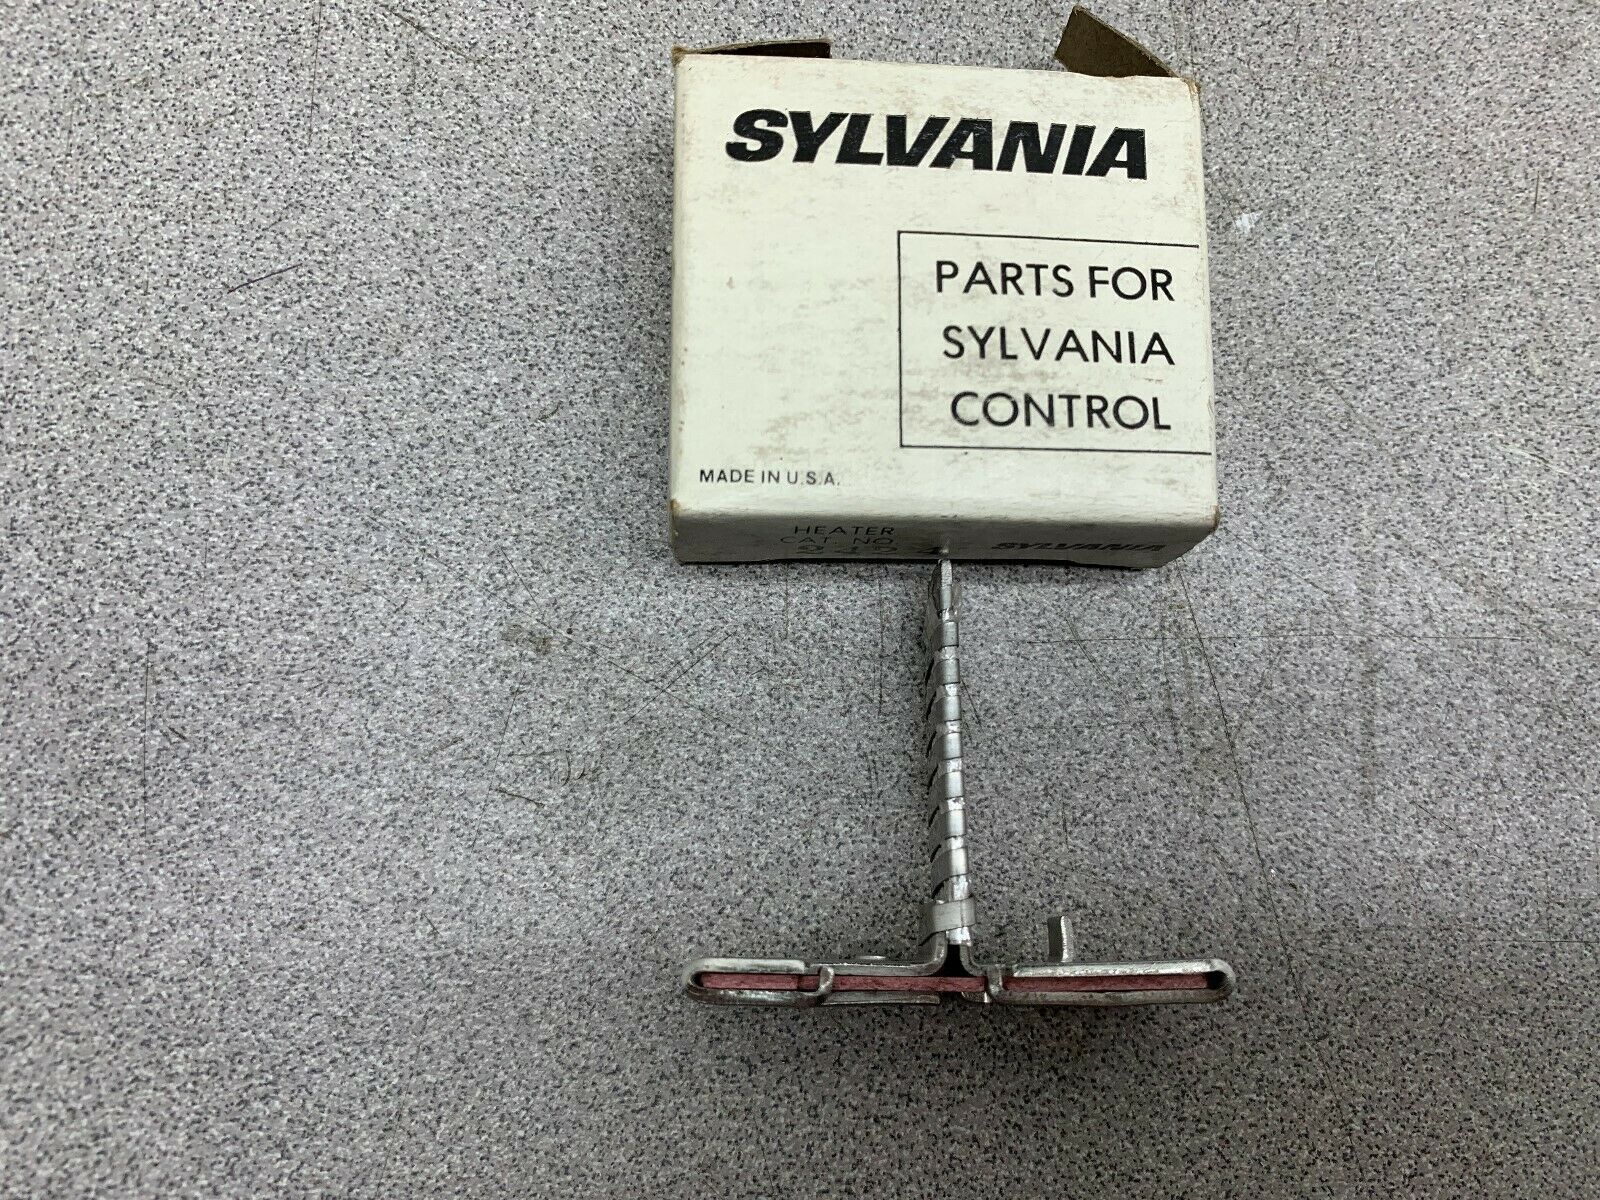 SYLVANIA
PARTS FOR
SYLVANIA
CONTROL
MADE IN U.S.A.
HEATER
CAT. NO.
SYLVANIA